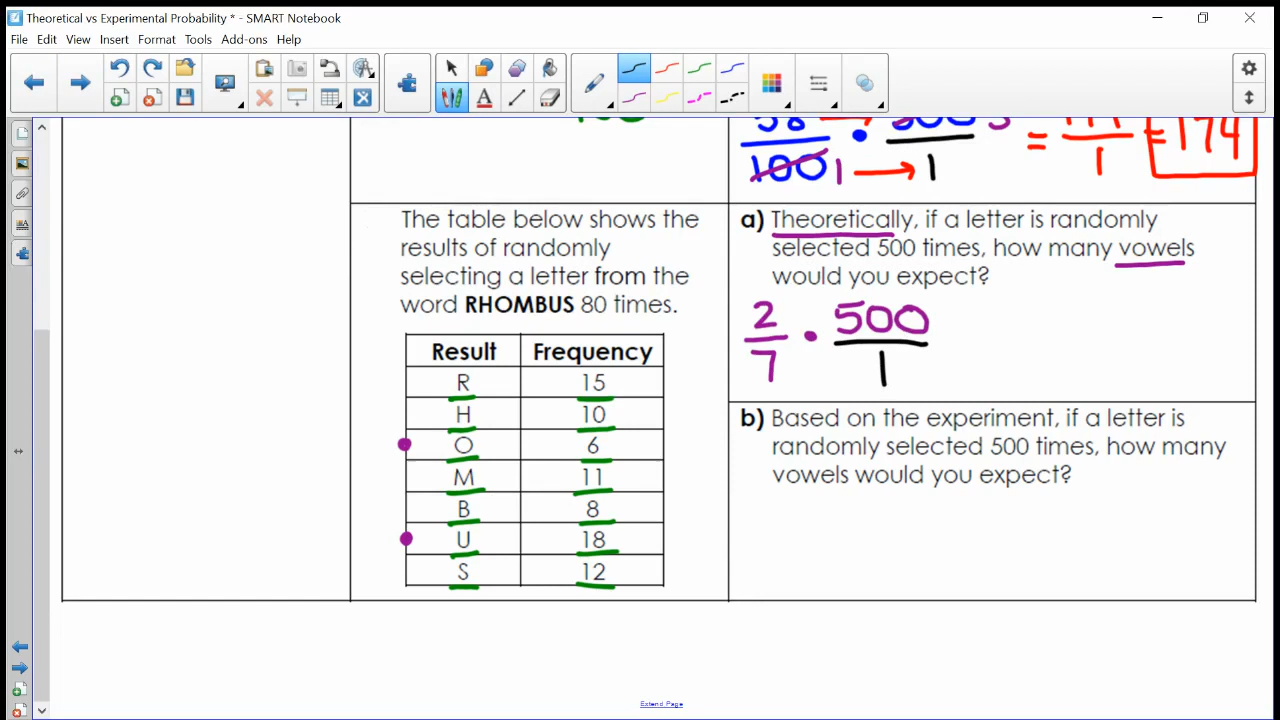 Theoretical vs Experimental Probability * - SMART Notebook
File Edit View Insert Format Tools Add-ons Help
100 1 → 1 = 1 = 174
The table below shows the
results of randomly
selecting a letter from the
word RHOMBUS 80 times.
Result Frequency
R 15
H 10
O 6
M 11
B 8
U 18
S 12
a) Theoretically, if a letter is randomly
selected 500 times, how many vowels
would you expect?
2/7 • 500/1
b) Based on the experiment, if a letter is
randomly selected 500 times, how many
vowels would you expect?
Extend Page